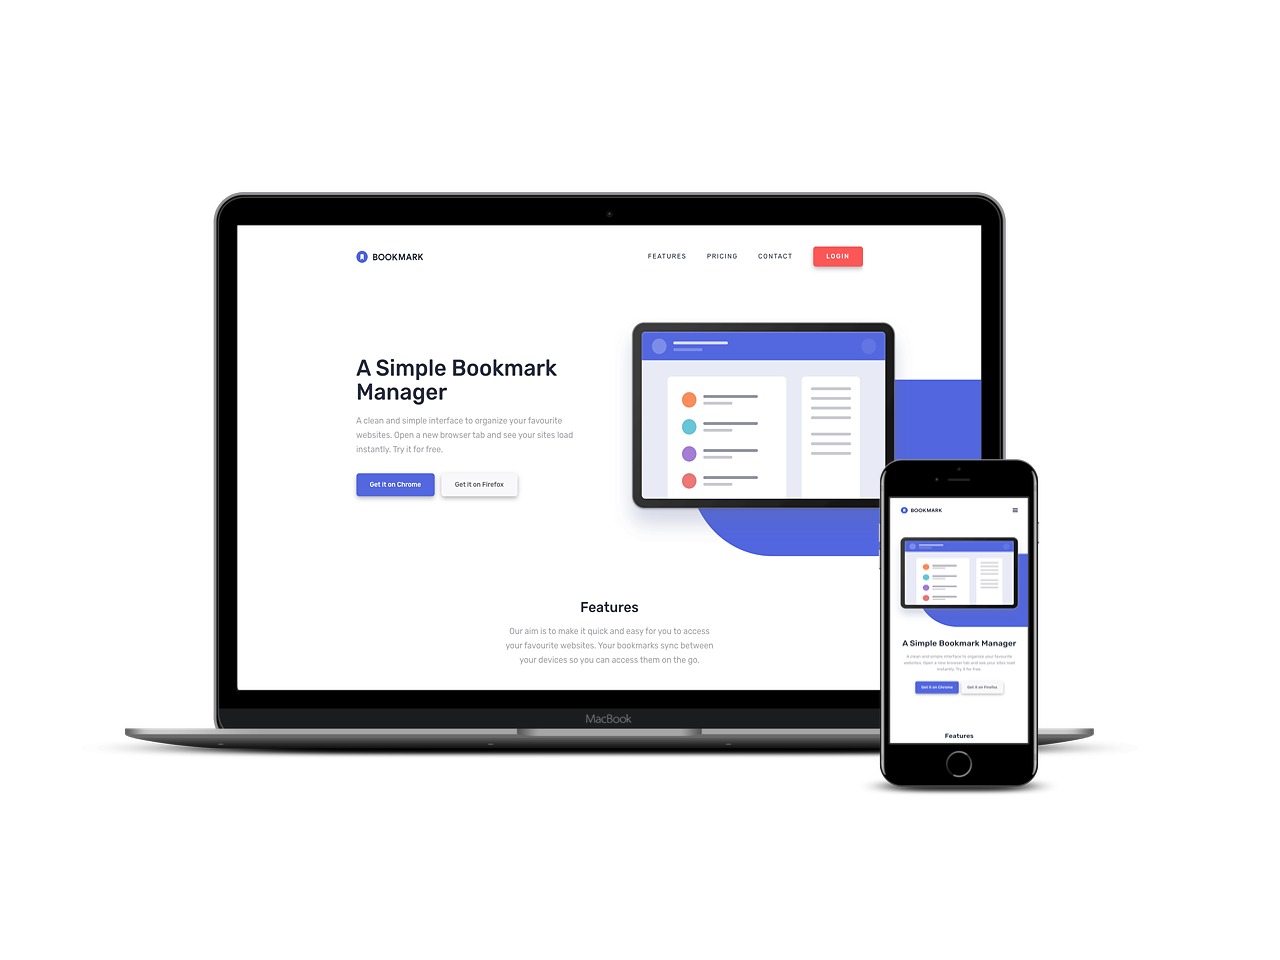 BOOKMARK
FEATURES PRICING CONTACT LOGIN
A Simple Bookmark
Manager
A clean and simple interface to organize your favourite
websites. Open a new browser tab and see your sites load
instantly. Try it for free.
Get it on Chrome Get it on Firefox
Features
Our aim is to make it quick and easy for you to access
your favourite websites. Your bookmarks sync between
your devices so you can access them on the go.
MacBook
BOOKMARK
A Simple Bookmark Manager
A clean and simple interface to organize your favourite
websites. Open a new browser tab and see your sites load
instantly. Try it for free.
Get it on Chrome Get it on Firefox
Features